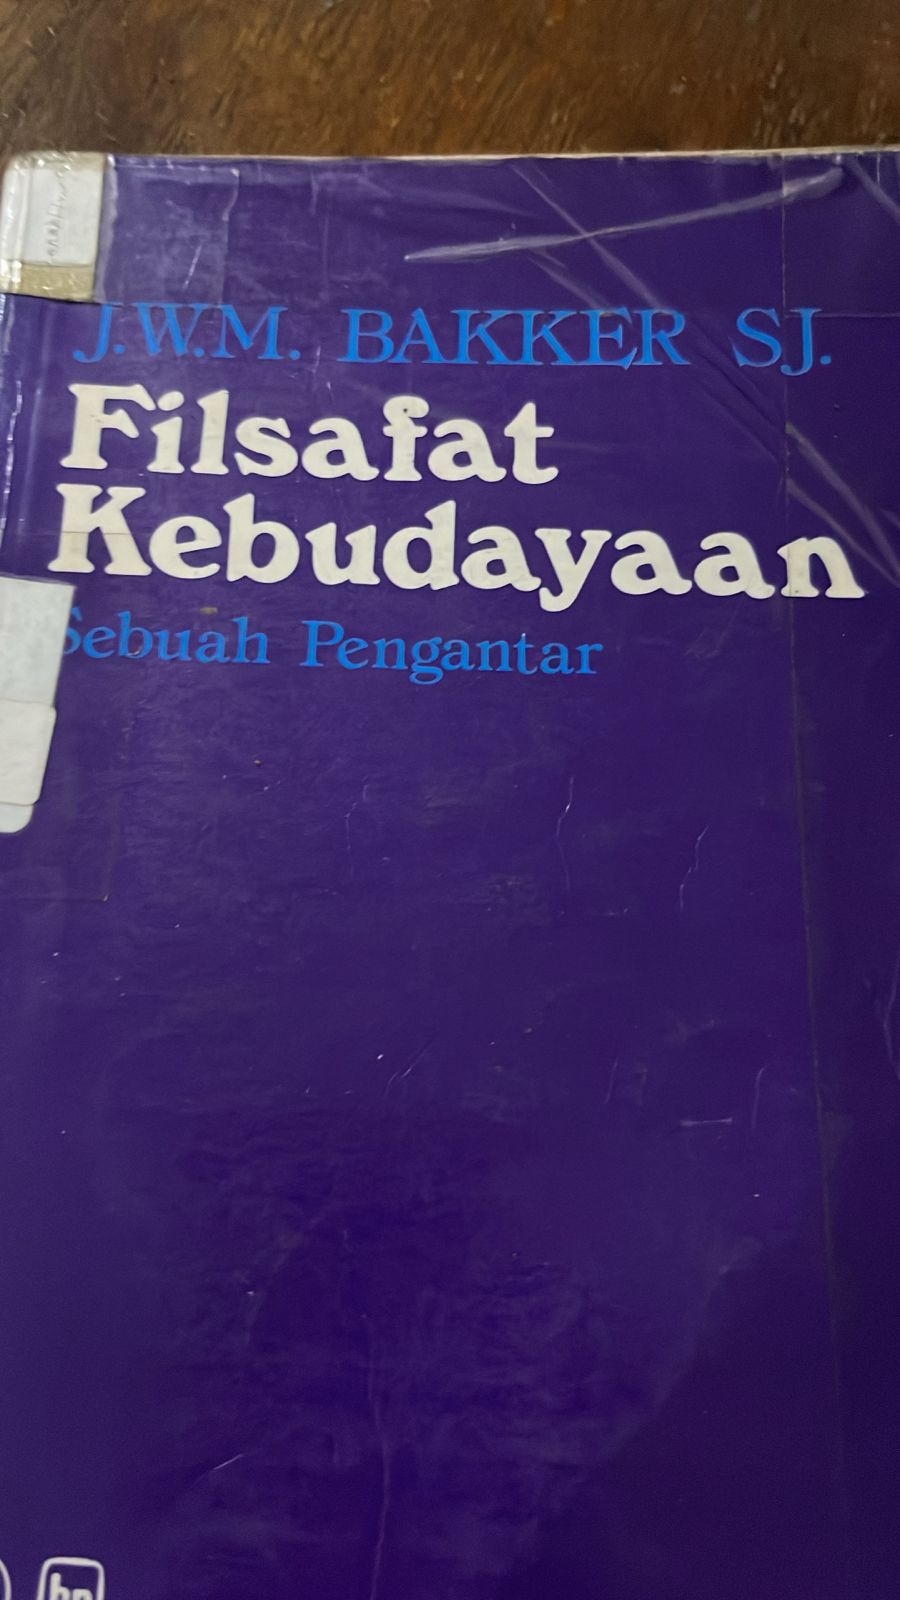 J.W.M. BAKKER SJ.
Filsafat
Kebudayaan
Sebuah Pengantar